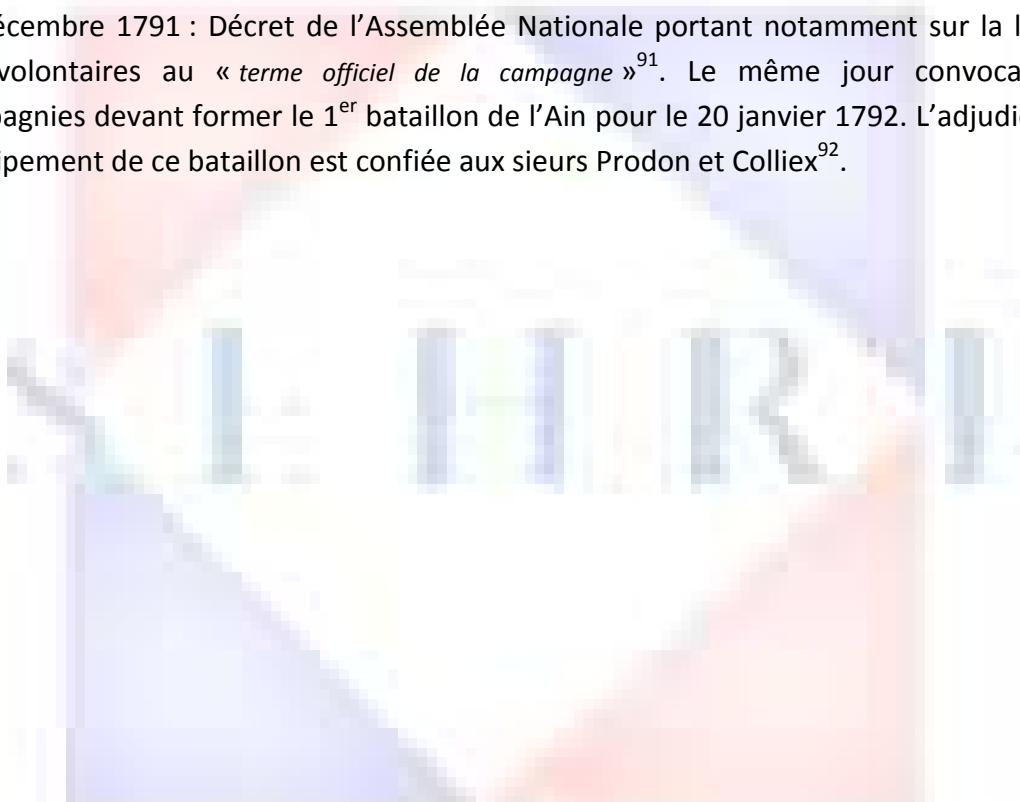 écembre 1791 : Décret de l’Assemblée Nationale portant notamment sur la l
volontaires au « terme officiel de la campagne »91. Le même jour convoca
pagnies devant former le 1er bataillon de l’Ain pour le 20 janvier 1792. L’adjudi
ipement de ce bataillon est confiée aux sieurs Prodon et Colliex92.
S I H R I